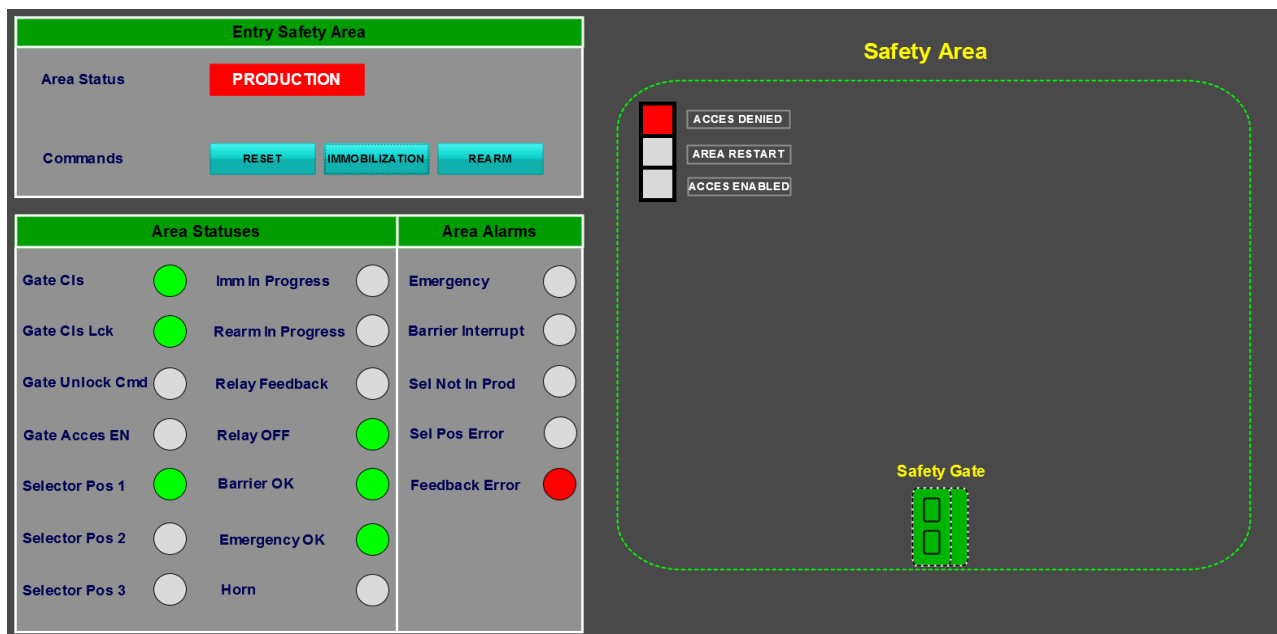 Entry Safety Area
Area Status
PRODUCTION
Commands
RESET
IMMOBILIZATION
REARM
Area Statuses
Area Alarms
Gate Cls
Imm In Progress
Emergency
Gate Cls Lck
Rearm In Progress
Barrier Interrupt
Gate Unlock Cmd
Relay Feedback
Sel Not In Prod
Gate Acces EN
Relay OFF
Sel Pos Error
Selector Pos 1
Barrier OK
Feedback Error
Selector Pos 2
Emergency OK
Selector Pos 3
Horn
Safety Area
ACCES DENIED
AREA RESTART
ACCES ENABLED
Safety Gate